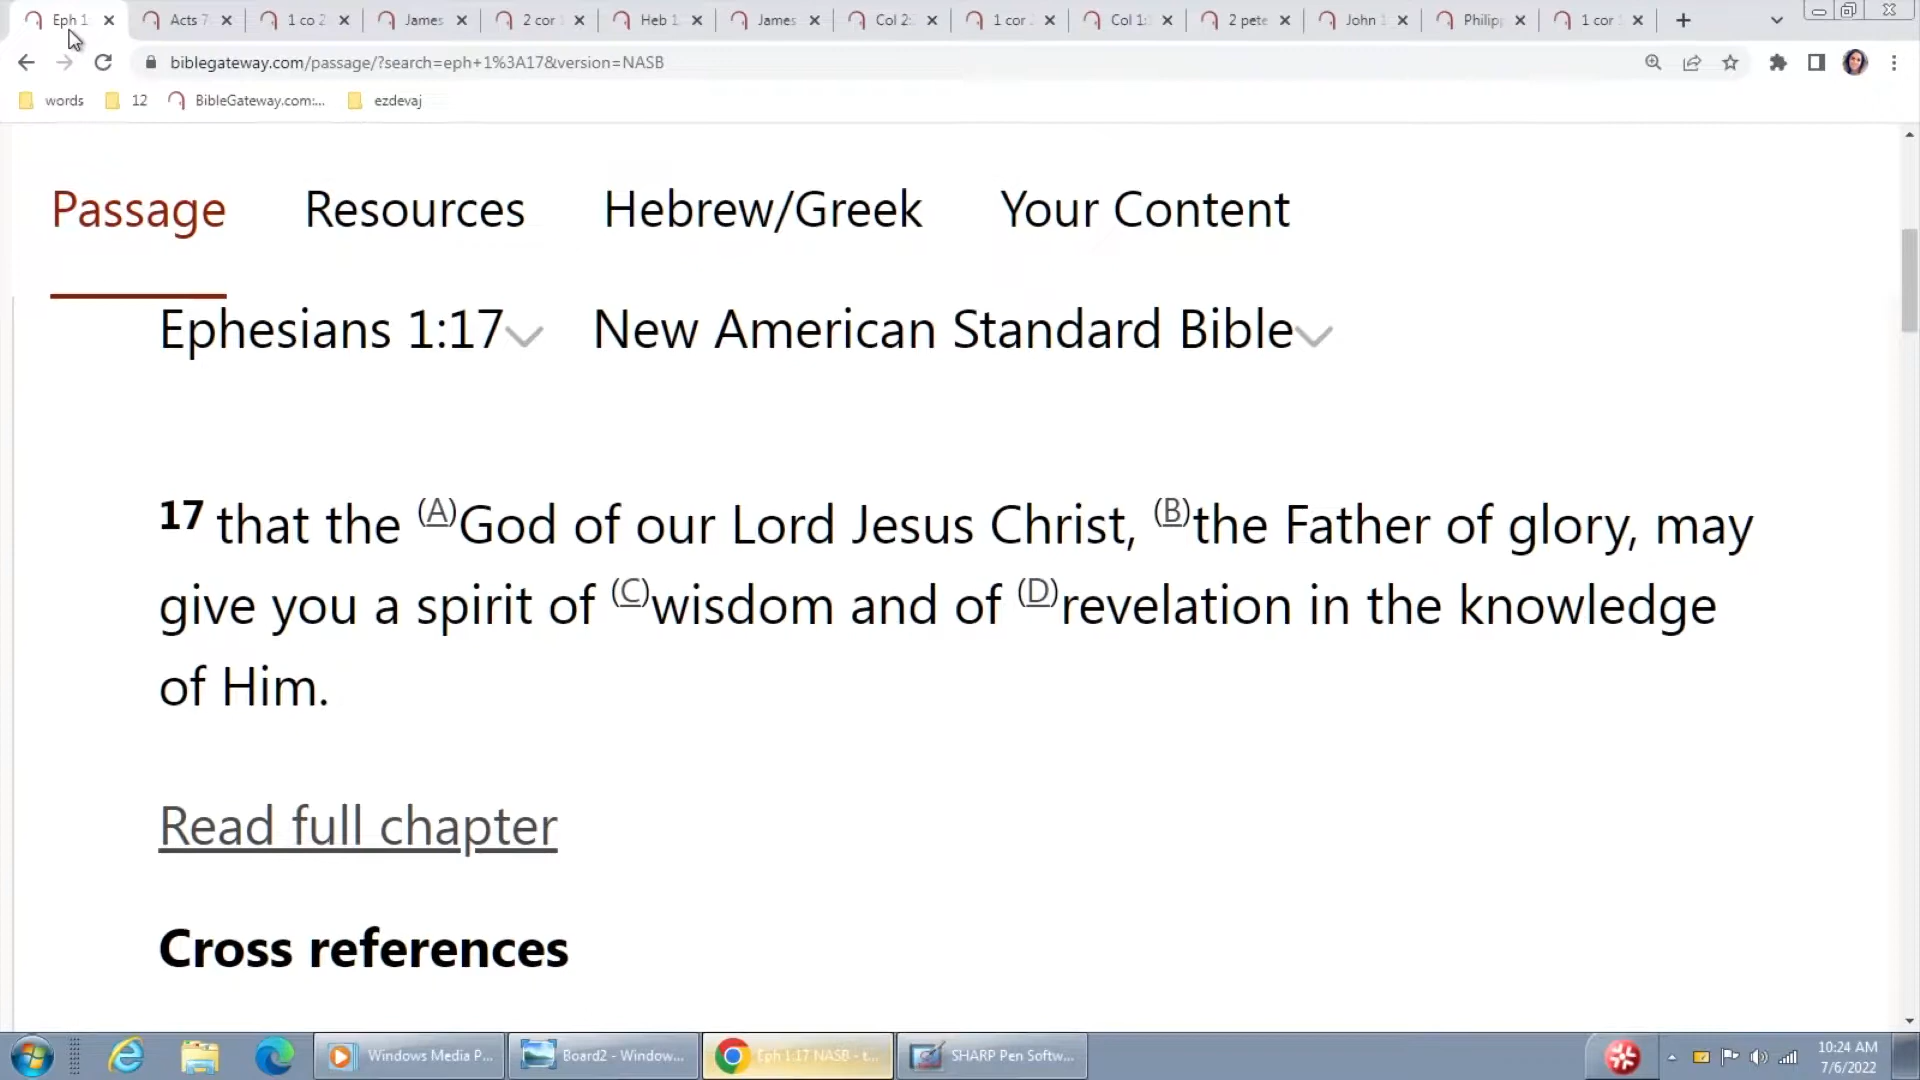 Eph 1 Acts 7 1 co 2 James 2 cor Heb 1 James Col 2: 1 cor Col 1: 2 pete John Philip 1 cor
biblegateway.com/passage/?search=eph+1%3A17&version=NASB
words 12 BibleGateway.com:... ezdevaj
Passage Resources Hebrew/Greek Your Content
Ephesians 1:17 New American Standard Bible
17 that the (A)God of our Lord Jesus Christ, (B)the Father of glory, may
give you a spirit of (C)wisdom and of (D)revelation in the knowledge
of Him.
Read full chapter
Cross references
Windows Media P... Board2 - Window... Eph 1:17 NASB - t... SHARP Pen Softw...
10:24 AM
7/6/2022